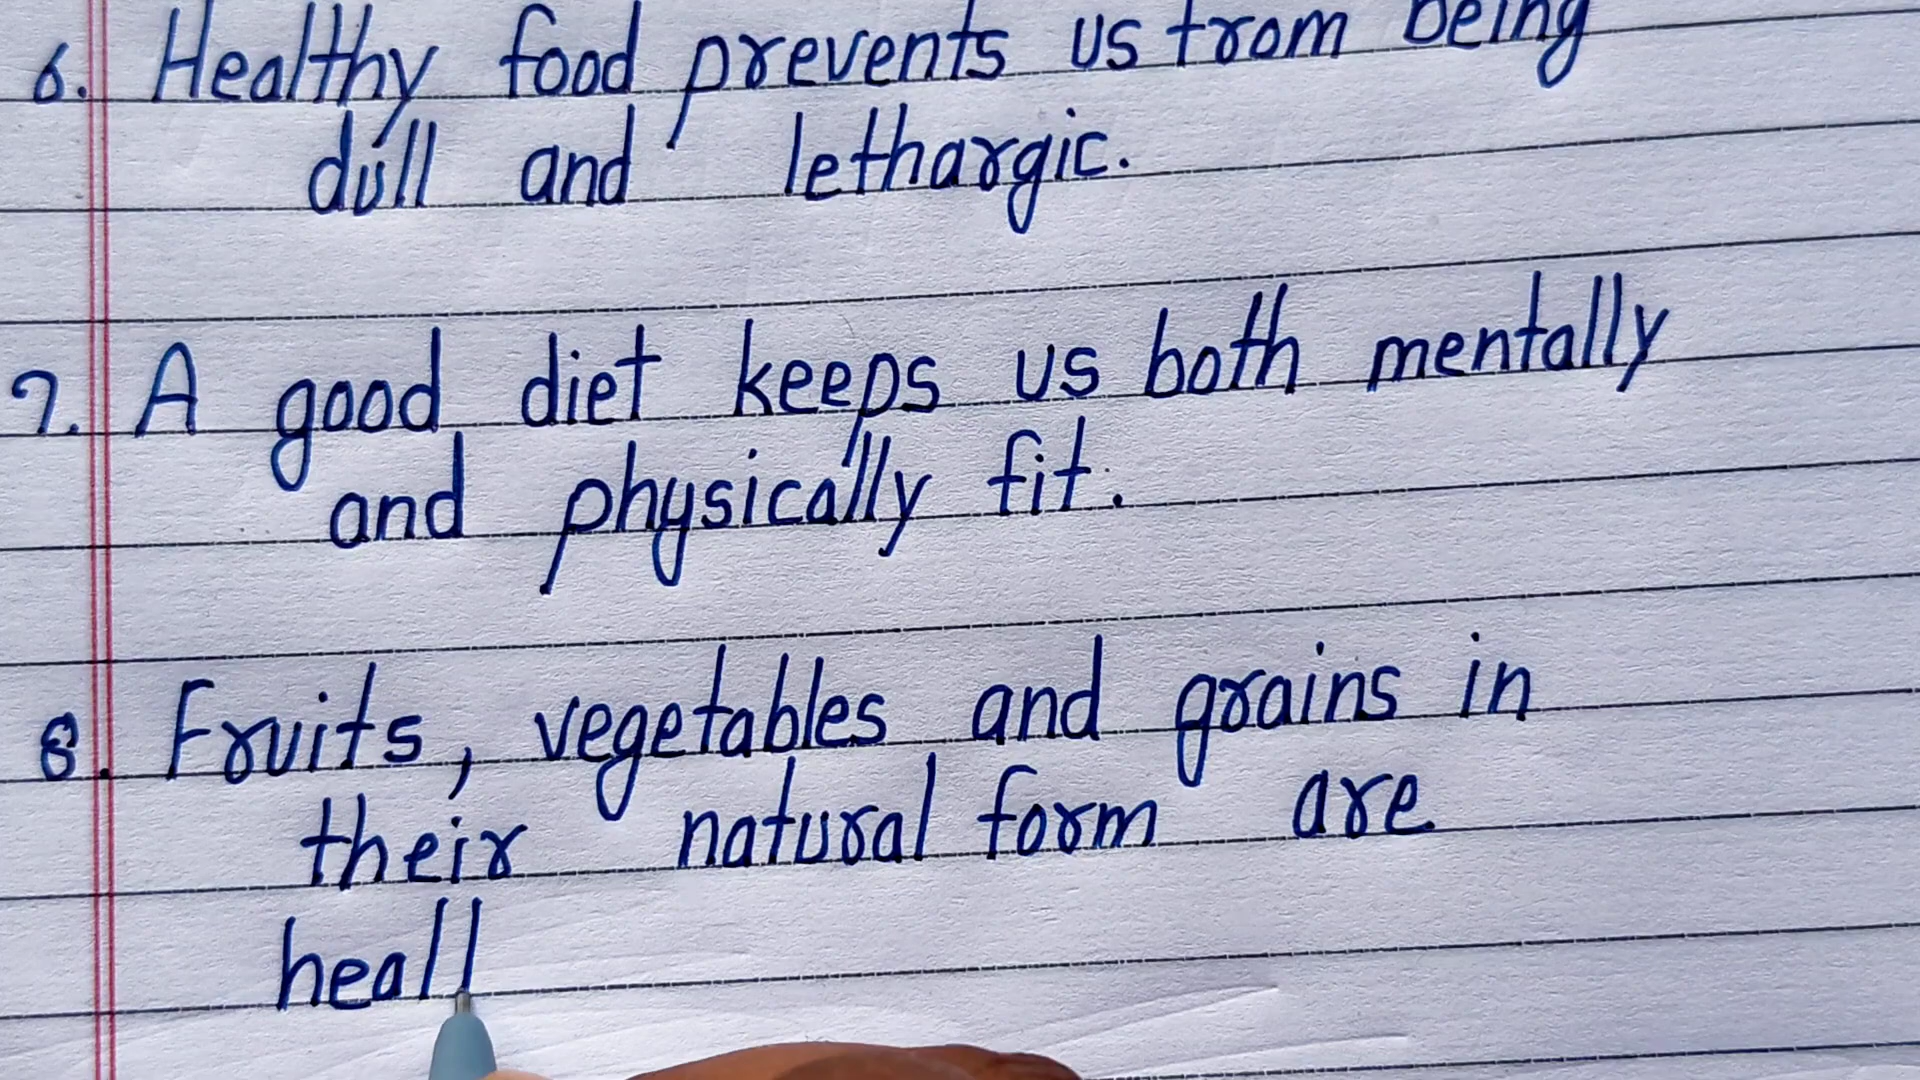 6. Healthy food prevents us from being
dull and lethargic.
7. A good diet keeps us both mentally
and physically fit.
8. Fruits, vegetables and grains in
their natural form are
heall